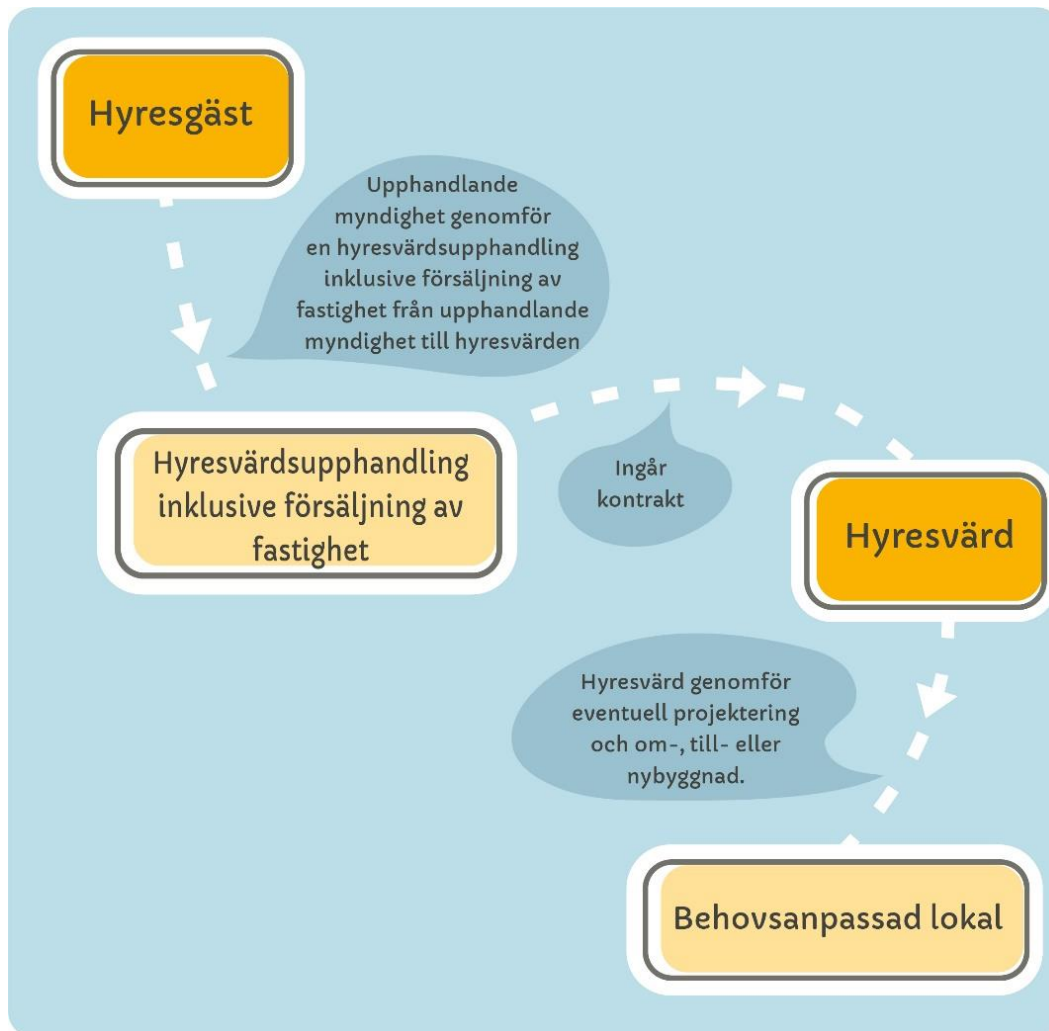 Hyresgäst
Upphandlande
myndighet genomför
en hyresvärdsupphandling
inklusive försäljning av
fastighet från upphandlande
myndighet till hyresvärden
Hyresvärdsupphandling
inklusive försäljning av
fastighet
Ingår
kontrakt
Hyresvärd
Hyresvärd genomför
eventuell projektering
och om-, till- eller
nybyggnad.
Behovsanpassad lokal